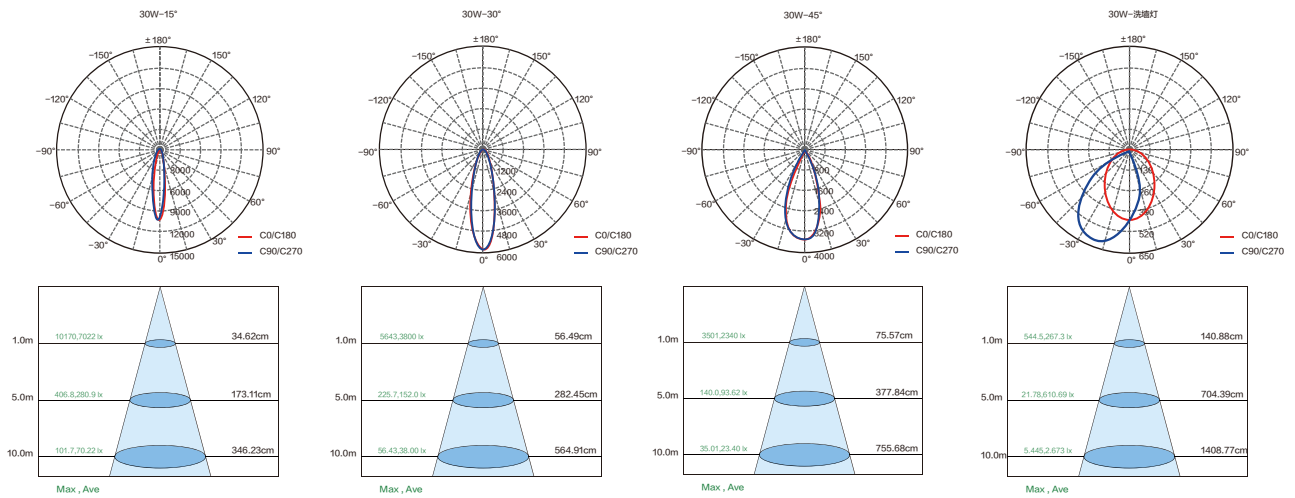 30W-15°
±180°
-150° 150°
-120° 120°
-90° 90°
-60° 60°
-30° 30°
0°
3000
6000
9000
12000
15000
C0/C180
C90/C270
30W-30°
±180°
-150° 150°
-120° 120°
-90° 90°
-60° 60°
-30° 30°
0°
1200
2400
3600
4800
6000
C0/C180
C90/C270
30W-45°
±180°
-150° 150°
-120° 120°
-90° 90°
-60° 60°
-30° 30°
0°
3200
4000
C0/C180
C90/C270
30W-洗墙灯
±180°
-150° 150°
-120° 120°
-90° 90°
-60° 60°
-30° 30°
0°
520
650
C0/C180
C90/C270
1.0m 10170,7022 lx 34.62cm
5.0m 406.8,280.9 lx 173.11cm
10.0m 101.7,70.22 lx 346.23cm
Max , Ave
1.0m 5643,3800 lx 56.49cm
5.0m 225.7,152.0 lx 282.45cm
10.0m 56.43,38.00 lx 564.91cm
Max , Ave
1.0m 3501,2340 lx 75.57cm
5.0m 140.0,93.62 lx 377.84cm
10.0m 35.01,23.40 lx 755.68cm
Max , Ave
1.0m 544.5,267.3 lx 140.88cm
5.0m 21.78,610.69 lx 704.39cm
10.0m 5.445,2.673 lx 1408.77cm
Max , Ave